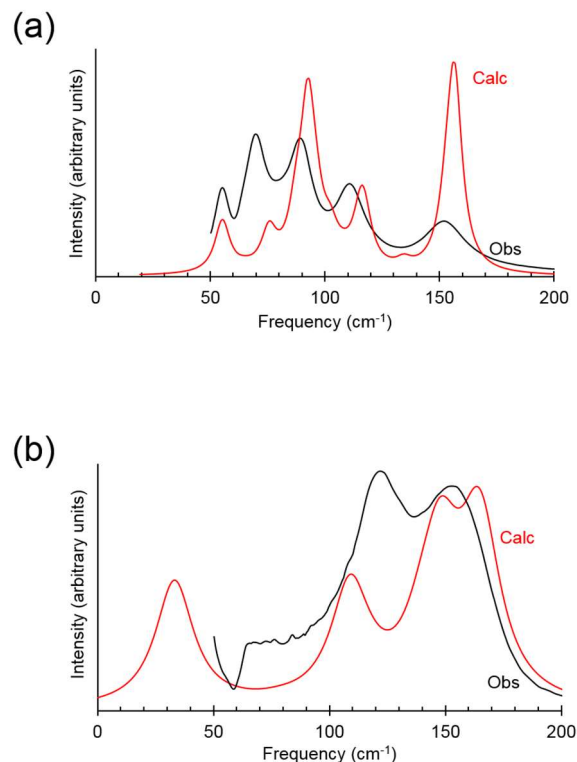 (a)
Intensity (arbitrary units)
Calc
Obs
0 50 100 150 200
Frequency (cm⁻¹)
(b)
Intensity (arbitrary units)
Calc
Obs
0 50 100 150 200
Frequency (cm⁻¹)